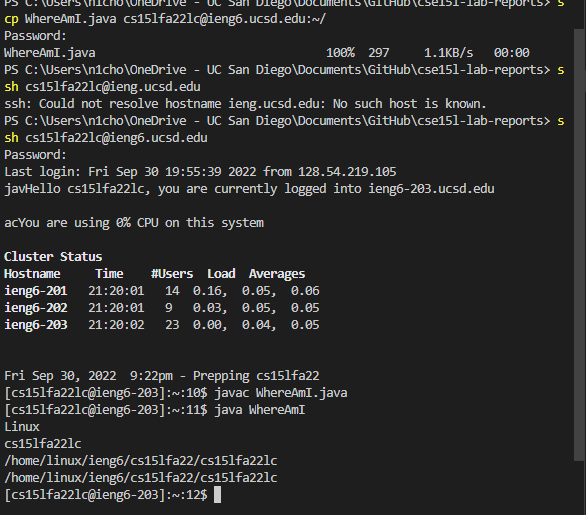 PS C:\Users\n1cho\OneDrive - UC San Diego\Documents\GitHub\cse15l-lab-reports> s
cp WhereAmI.java cs15lfa22lc@ieng6.ucsd.edu:~/
Password:
WhereAmI.java 100% 297 1.1KB/s 00:00
PS C:\Users\n1cho\OneDrive - UC San Diego\Documents\GitHub\cse15l-lab-reports> s
sh cs15lfa22lc@ieng.ucsd.edu
ssh: Could not resolve hostname ieng.ucsd.edu: No such host is known.
PS C:\Users\n1cho\OneDrive - UC San Diego\Documents\GitHub\cse15l-lab-reports> s
sh cs15lfa22lc@ieng6.ucsd.edu
Password:
Last login: Fri Sep 30 19:55:39 2022 from 128.54.219.105
javHello cs15lfa22lc, you are currently logged into ieng6-203.ucsd.edu
acYou are using 0% CPU on this system
Cluster Status
Hostname Time #Users Load Averages
ieng6-201 21:20:01 14 0.16, 0.05, 0.06
ieng6-202 21:20:01 9 0.03, 0.05, 0.05
ieng6-203 21:20:02 23 0.00, 0.04, 0.05
Fri Sep 30, 2022 9:22pm - Prepping cs15lfa22
[cs15lfa22lc@ieng6-203]:~:10$ javac WhereAmI.java
[cs15lfa22lc@ieng6-203]:~:11$ java WhereAmI
Linux
cs15lfa22lc
/home/linux/ieng6/cs15lfa22/cs15lfa22lc
/home/linux/ieng6/cs15lfa22/cs15lfa22lc
[cs15lfa22lc@ieng6-203]:~:12$